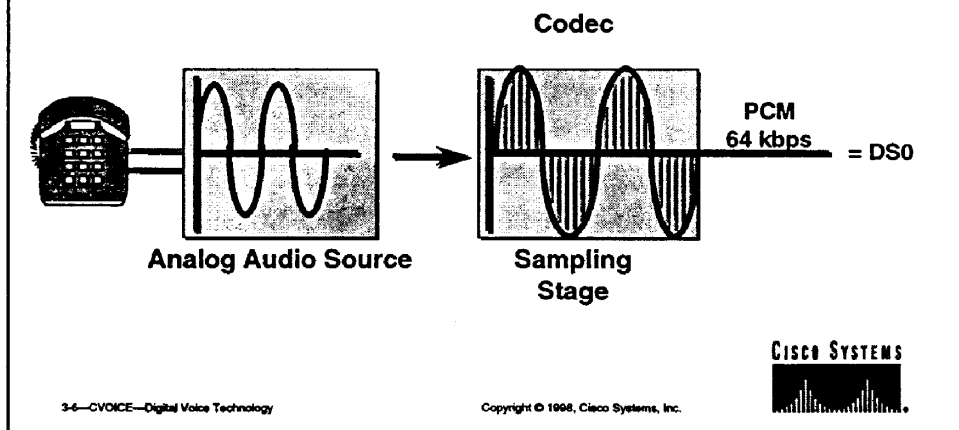 Codec
PCM
64 kbps
= DS0
Analog Audio Source
Sampling
Stage
CISCO SYSTEMS
3-6—CVOICE—Digital Voice Technology
Copyright © 1998, Cisco Systems, Inc.